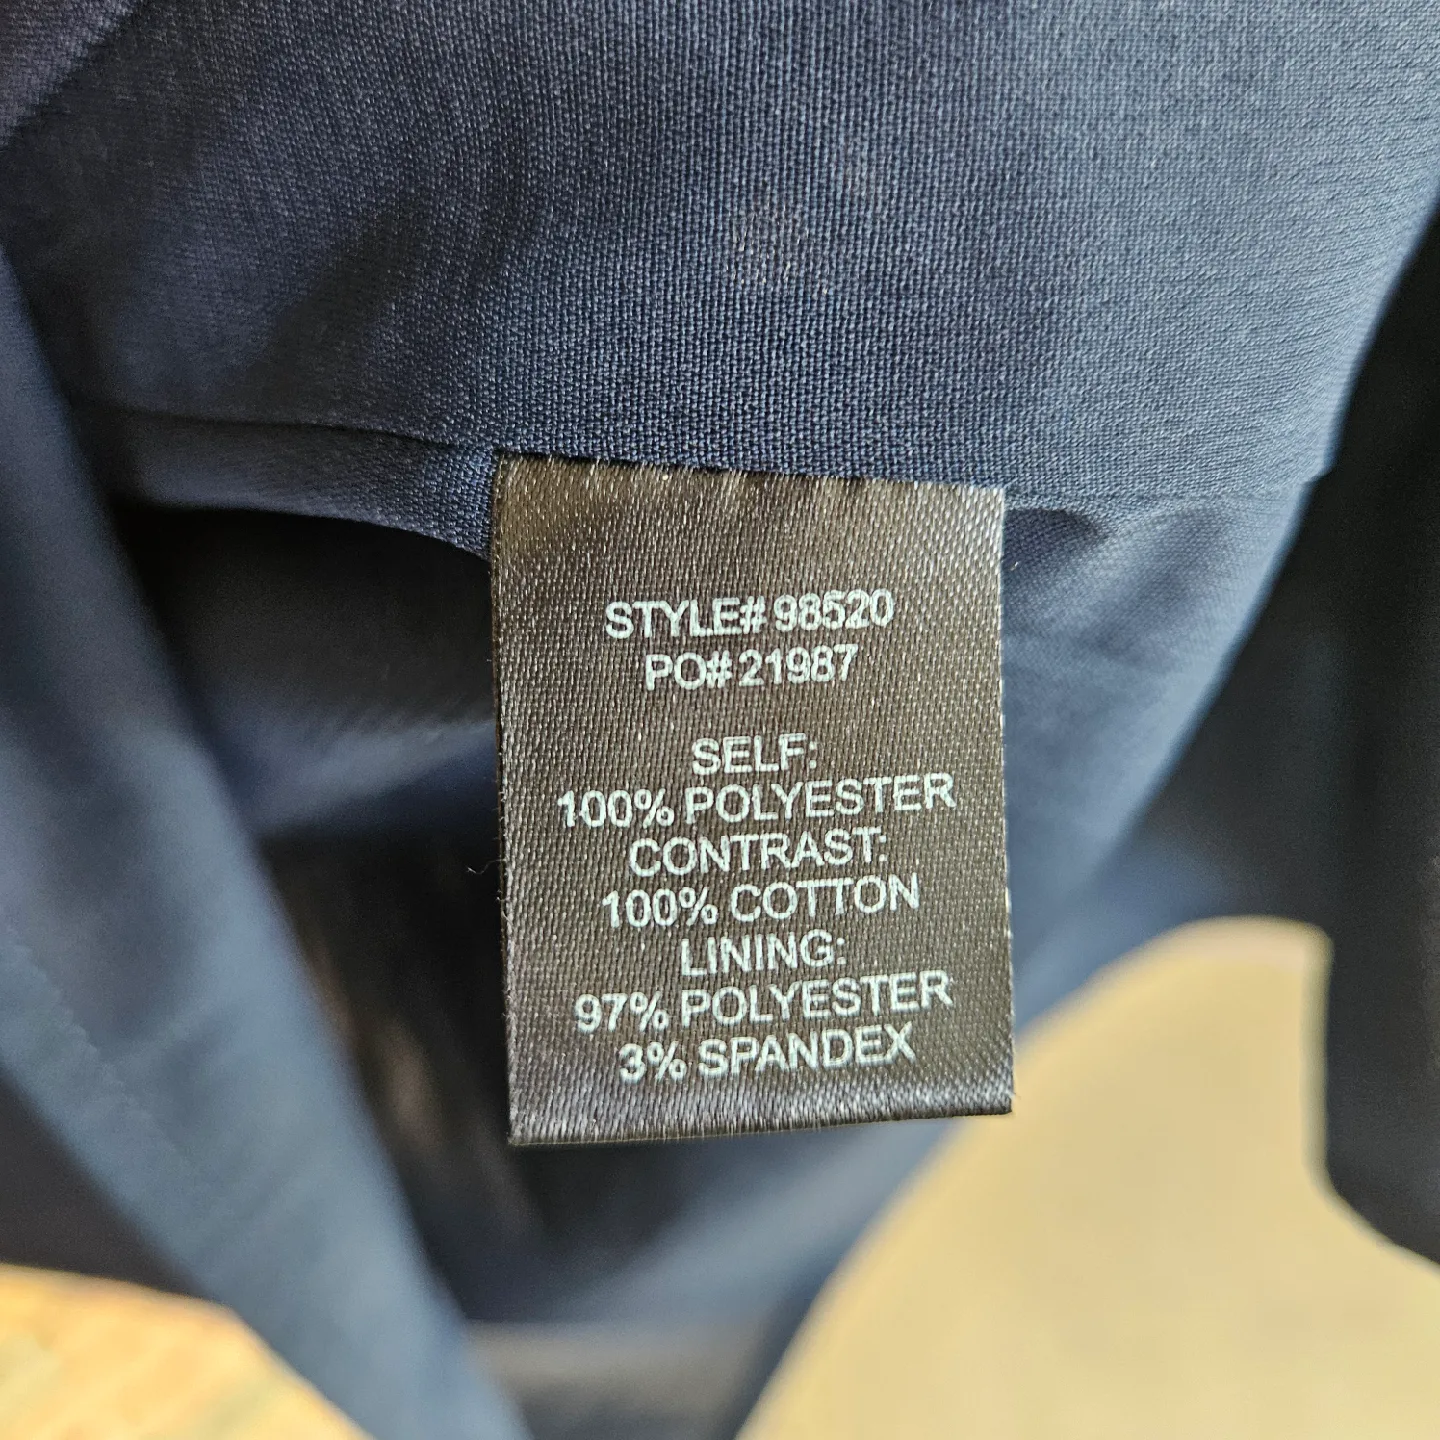 STYLE# 98520
PO# 21987
SELF:
100% POLYESTER
CONTRAST:
100% COTTON
LINING:
97% POLYESTER
3% SPANDEX